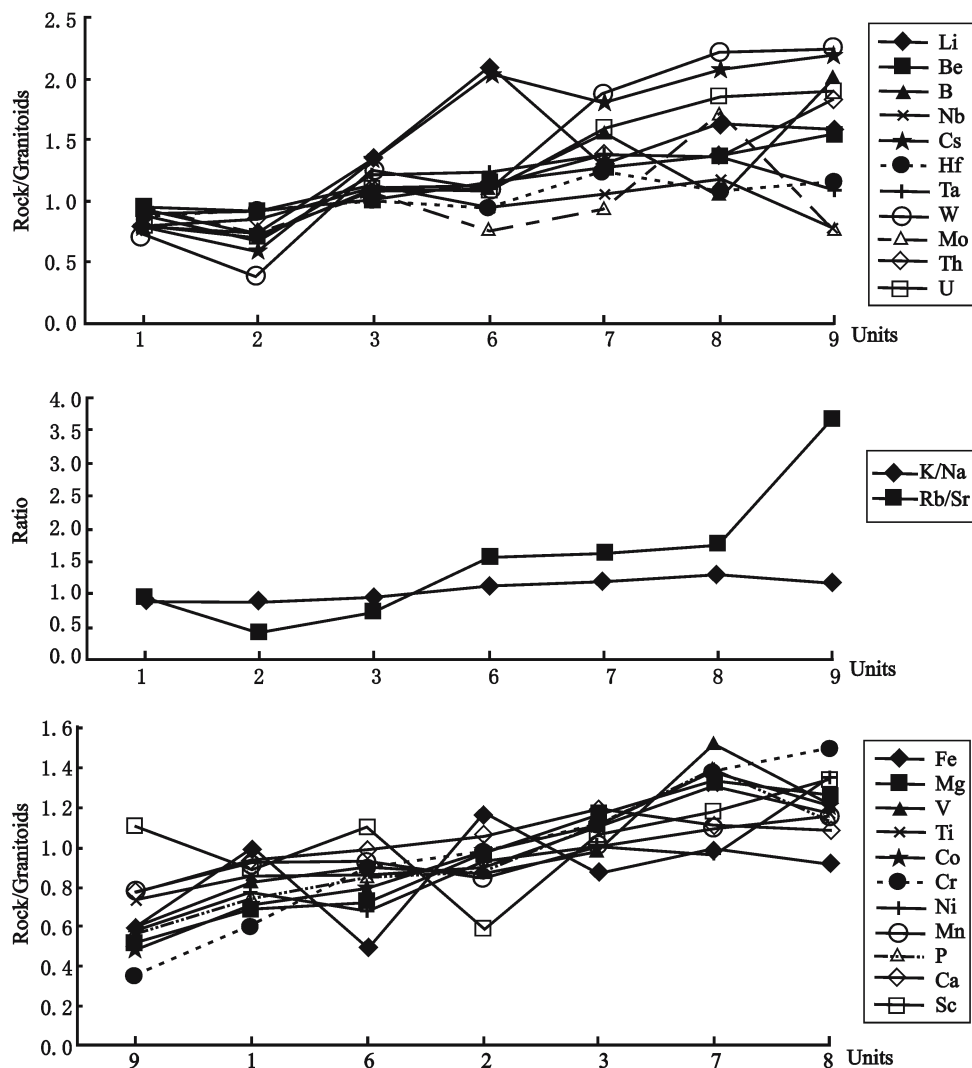 Rock/Granitoids
2.5
2.0
1.5
1.0
0.5
0.0
1 2 3 6 7 8 9 Units
Li
Be
B
Nb
Cs
Hf
Ta
W
Mo
Th
U
Ratio
4.0
3.5
3.0
2.5
2.0
1.5
1.0
0.5
0.0
1 2 3 6 7 8 9 Units
K/Na
Rb/Sr
Rock/Granitoids
1.6
1.4
1.2
1.0
0.8
0.6
0.4
0.2
0.0
9 1 6 2 3 7 8 Units
Fe
Mg
V
Ti
Co
Cr
Ni
Mn
P
Ca
Sc